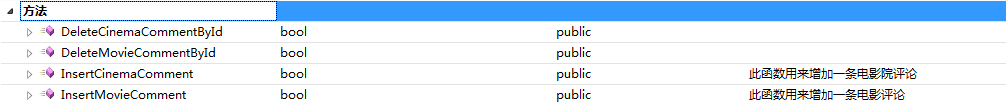 方法
DeleteCinemaCommentById bool public
DeleteMovieCommentById bool public
InsertCinemaComment bool public 此函数用来增加一条电影院评论
InsertMovieComment bool public 此函数用来增加一条电影评论